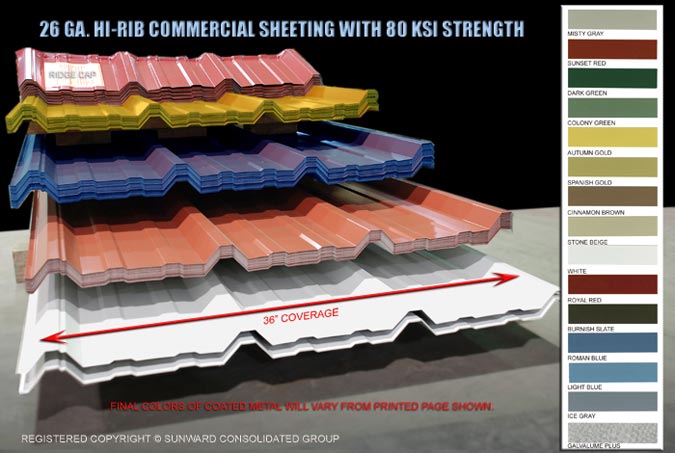 26 GA. HI-RIB COMMERCIAL SHEETING WITH 80 KSI STRENGTH
RIDGE CAP
36" COVERAGE
FINAL COLORS OF COATED METAL WILL VARY FROM PRINTED PAGE SHOWN.
REGISTERED COPYRIGHT © SUNWARD CONSOLIDATED GROUP
MISTY GRAY
SUNSET RED
DARK GREEN
COLONY GREEN
AUTUMN GOLD
SPANISH GOLD
CINNAMON BROWN
STONE BEIGE
WHITE
ROYAL RED
BURNISH SLATE
ROMAN BLUE
LIGHT BLUE
ICE GRAY
GALVALUME PLUS